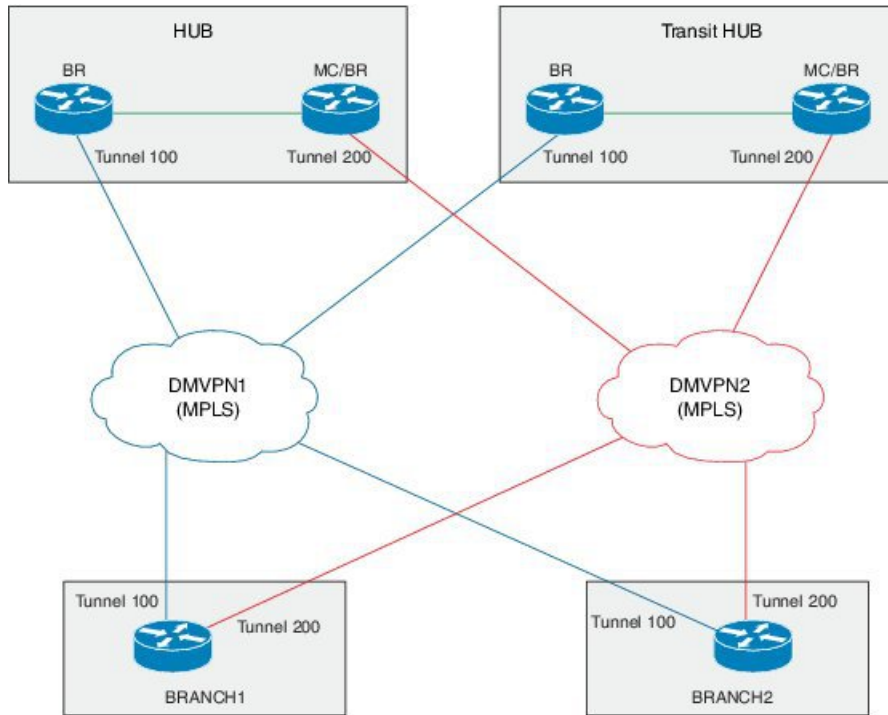 HUB
Transit HUB
BR
MC/BR
BR
MC/BR
Tunnel 100
Tunnel 200
Tunnel 100
Tunnel 200
DMVPN1
(MPLS)
DMVPN2
(MPLS)
Tunnel 100
Tunnel 200
Tunnel 200
Tunnel 100
BRANCH1
BRANCH2